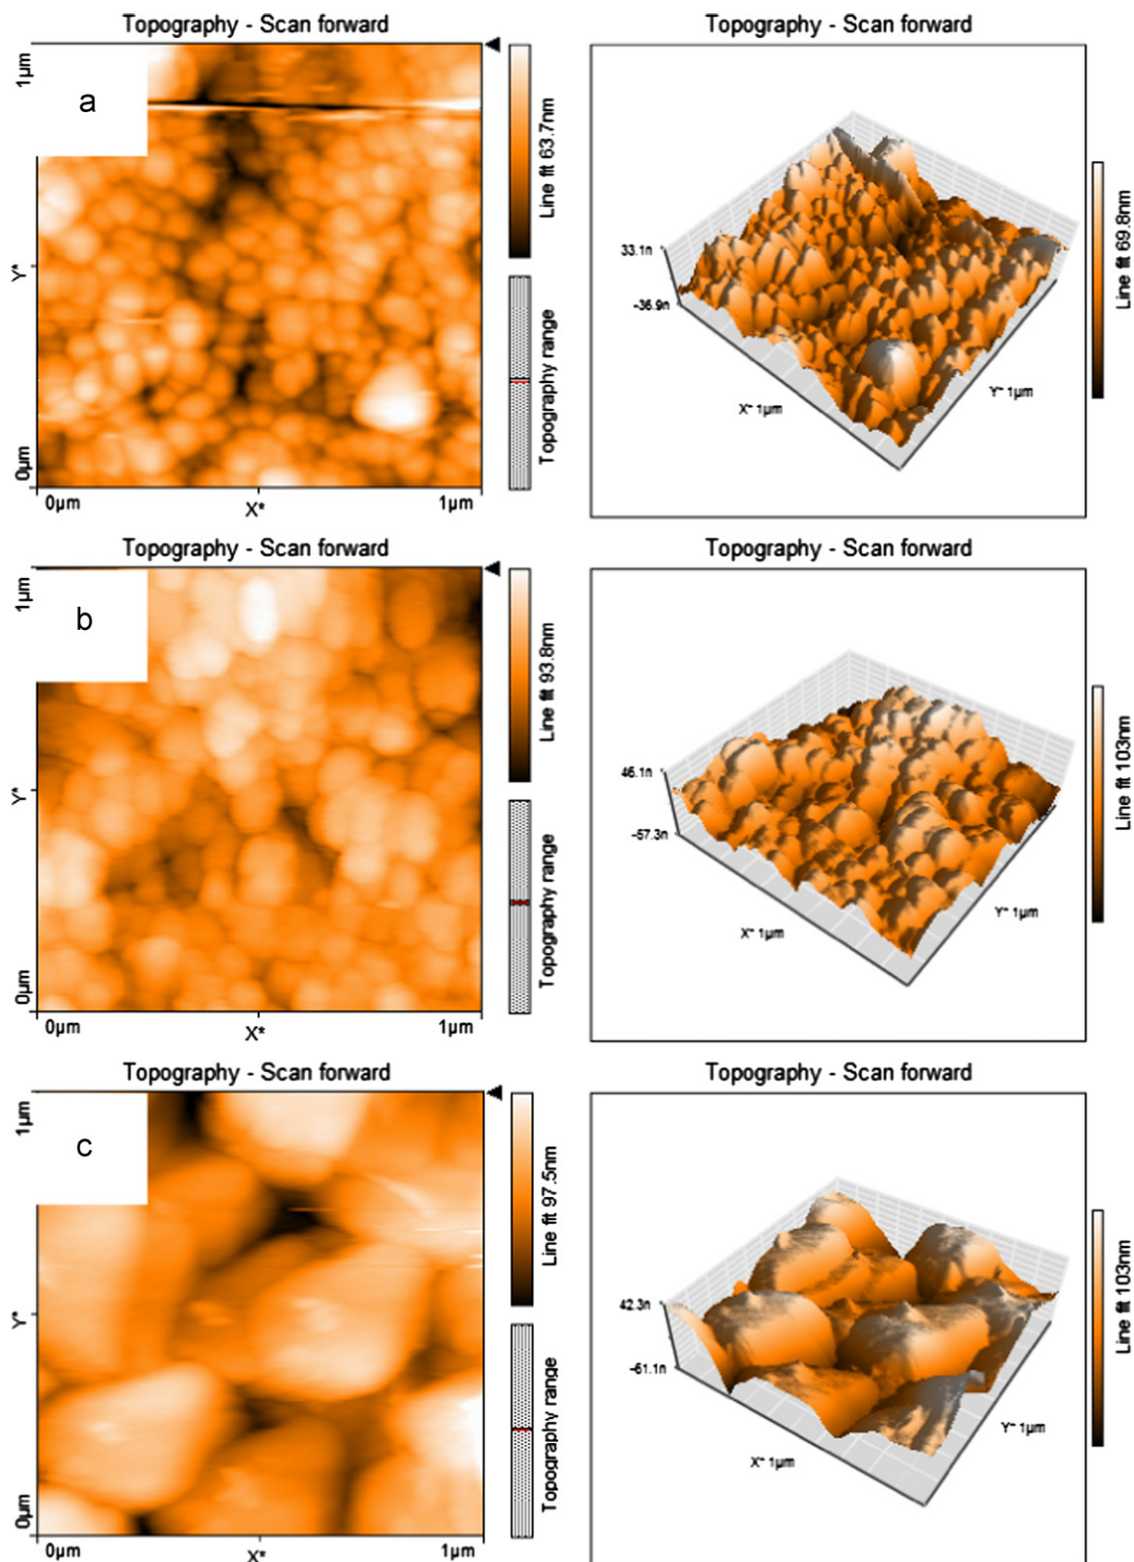 Topography - Scan forward
Topography - Scan forward
a
1µm
Y*
0µm
0µm
X*
1µm
Line fit 63.7nm
Topography range
33.1n
-36.9n
X* 1µm
Y* 1µm
Line fit 69.8nm
Topography - Scan forward
Topography - Scan forward
b
1µm
Y*
0µm
0µm
X*
1µm
Line fit 93.8nm
Topography range
46.1n
-57.3n
X* 1µm
Y* 1µm
Line fit 103nm
Topography - Scan forward
Topography - Scan forward
c
1µm
Y*
0µm
0µm
X*
1µm
Line fit 97.5nm
Topography range
42.3n
-61.1n
X* 1µm
Y* 1µm
Line fit 103nm